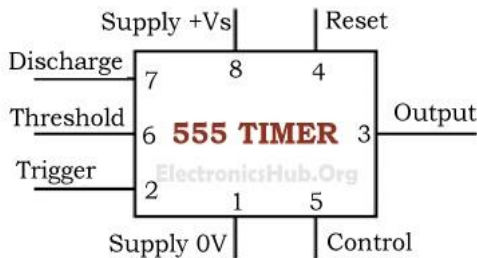 Supply +Vs
Reset
Discharge
8
4
7
Threshold
6
555 TIMER
3
Output
Trigger
2
ElectronicsHub.Org
1
5
Supply 0V
Control